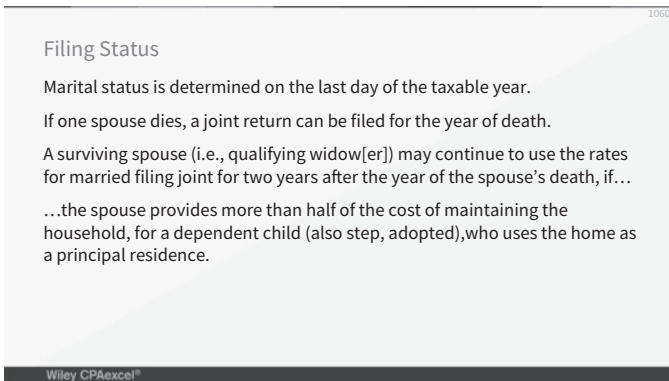 1060
Filing Status
Marital status is determined on the last day of the taxable year.
If one spouse dies, a joint return can be filed for the year of death.
A surviving spouse (i.e., qualifying widow[er]) may continue to use the rates
for married filing joint for two years after the year of the spouse’s death, if…
…the spouse provides more than half of the cost of maintaining the
household, for a dependent child (also step, adopted),who uses the home as
a principal residence.
Wiley CPAexcel®